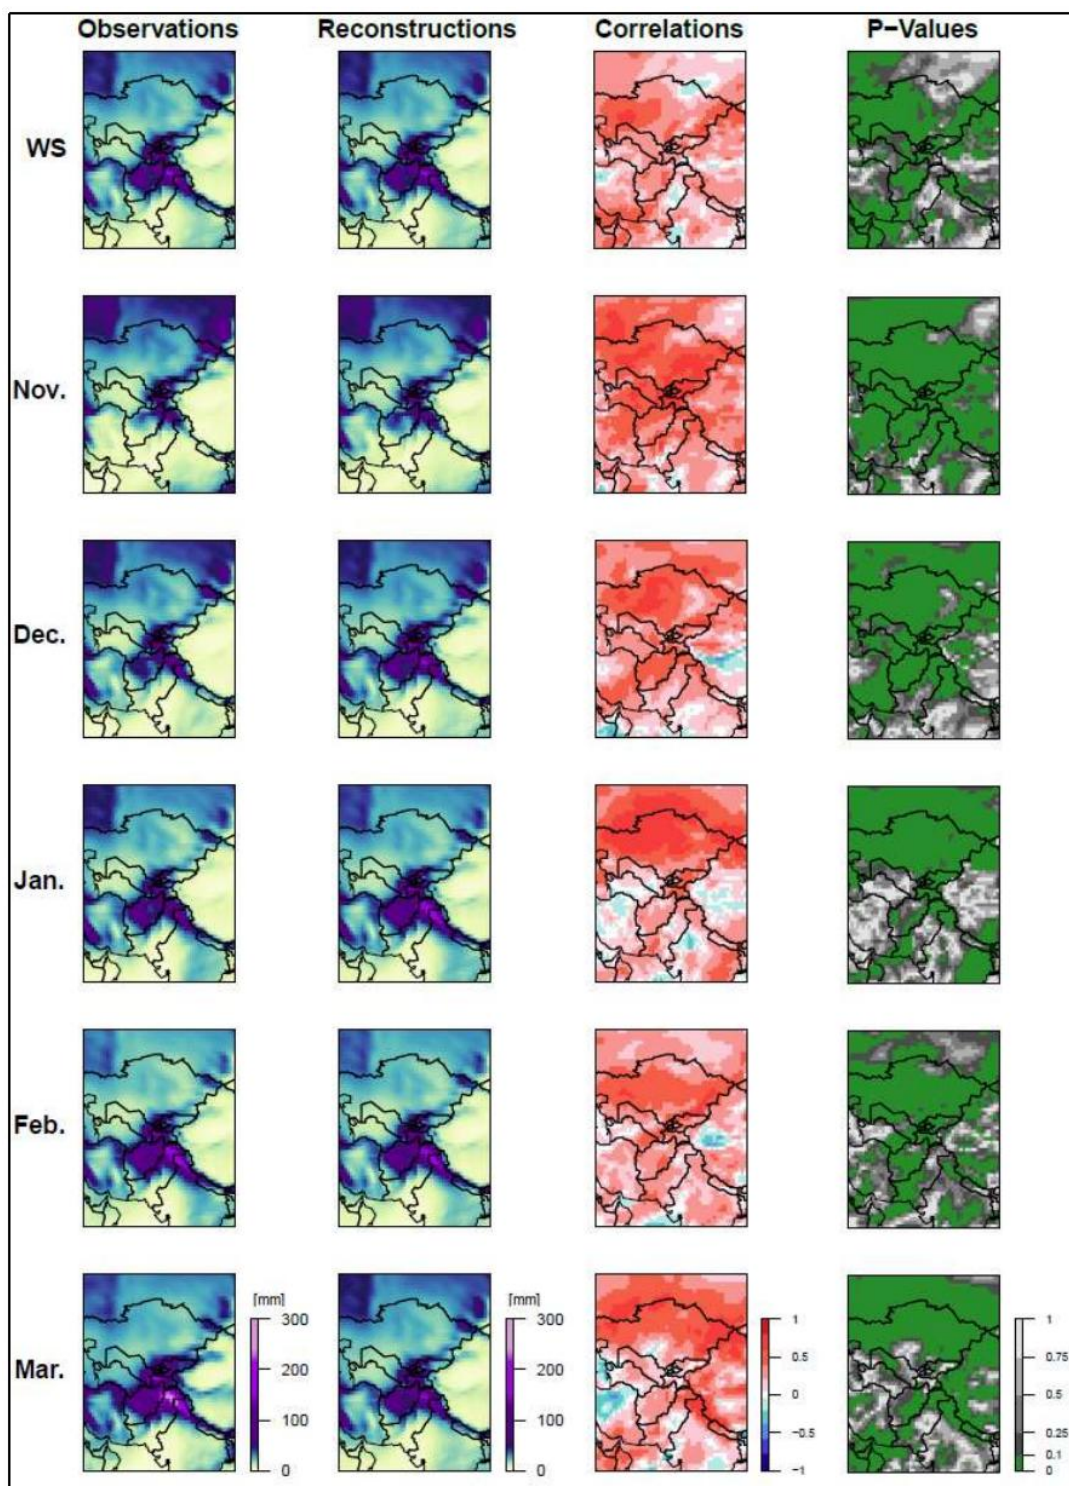 Observations Reconstructions Correlations P-Values
WS
Nov.
Dec.
Jan.
Feb.
Mar.
[mm] [mm]
300 300 1 1
200 200 0.5 0.75
100 100 0 0.5
-0.5 0.25
0.1
0 0 -1 0